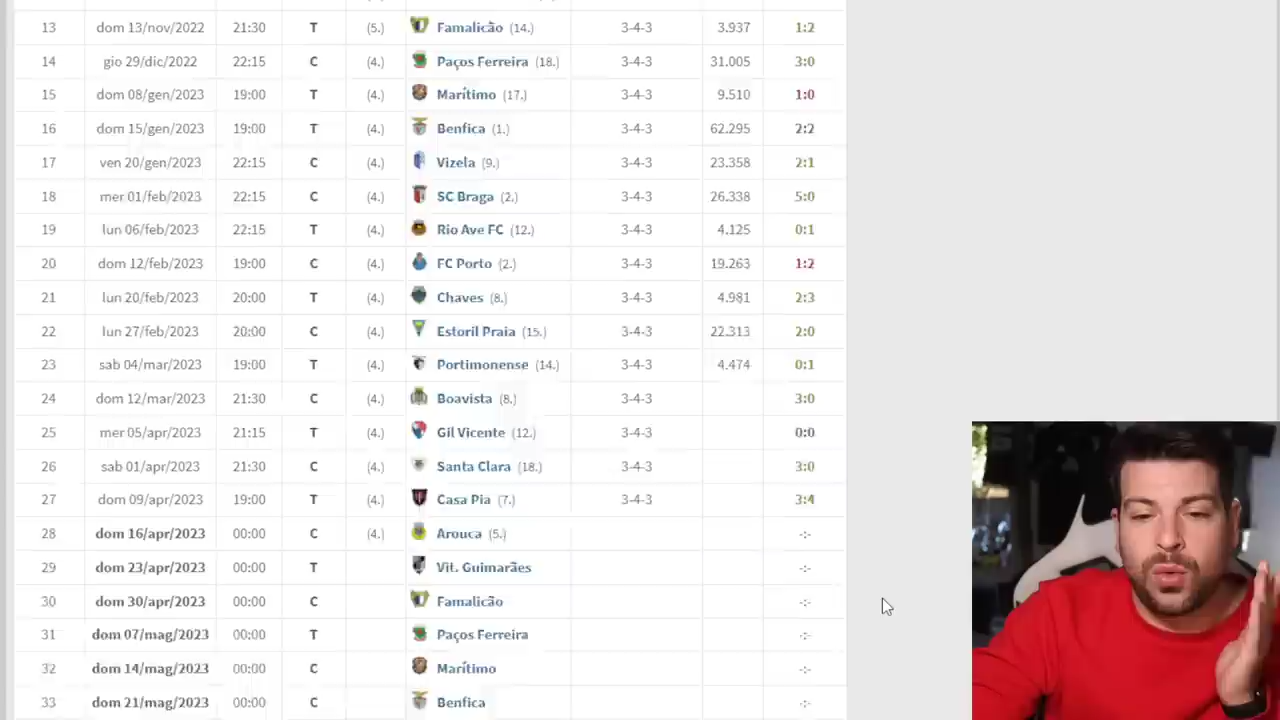 13 dom 13/nov/2022 21:30 T (5.) Famalicão (14.) 3-4-3 3.937 1:2
14 gio 29/dic/2022 22:15 C (4.) Paços Ferreira (18.) 3-4-3 31.005 3:0
15 dom 08/gen/2023 19:00 T (4.) Marítimo (17.) 3-4-3 9.510 1:0
16 dom 15/gen/2023 19:00 T (4.) Benfica (1.) 3-4-3 62.295 2:2
17 ven 20/gen/2023 22:15 C (4.) Vizela (9.) 3-4-3 23.358 2:1
18 mer 01/feb/2023 22:15 C (4.) SC Braga (2.) 3-4-3 26.338 5:0
19 lun 06/feb/2023 22:15 T (4.) Rio Ave FC (12.) 3-4-3 4.125 0:1
20 dom 12/feb/2023 19:00 C (4.) FC Porto (2.) 3-4-3 19.263 1:2
21 lun 20/feb/2023 20:00 T (4.) Chaves (8.) 3-4-3 4.981 2:3
22 lun 27/feb/2023 20:00 C (4.) Estoril Praia (15.) 3-4-3 22.313 2:0
23 sab 04/mar/2023 19:00 T (4.) Portimonense (14.) 3-4-3 4.474 0:1
24 dom 12/mar/2023 21:30 C (4.) Boavista (8.) 3-4-3 3:0
25 mer 05/apr/2023 21:15 T (4.) Gil Vicente (12.) 3-4-3 0:0
26 sab 01/apr/2023 21:30 C (4.) Santa Clara (18.) 3-4-3 3:0
27 dom 09/apr/2023 19:00 T (4.) Casa Pia (7.) 3-4-3 3:4
28 dom 16/apr/2023 00:00 C (4.) Arouca (5.) -:-
29 dom 23/apr/2023 00:00 T Vit. Guimarães -:-
30 dom 30/apr/2023 00:00 C Famalicão -:-
31 dom 07/mag/2023 00:00 T Paços Ferreira -:-
32 dom 14/mag/2023 00:00 C Marítimo -:-
33 dom 21/mag/2023 00:00 C Benfica -:-